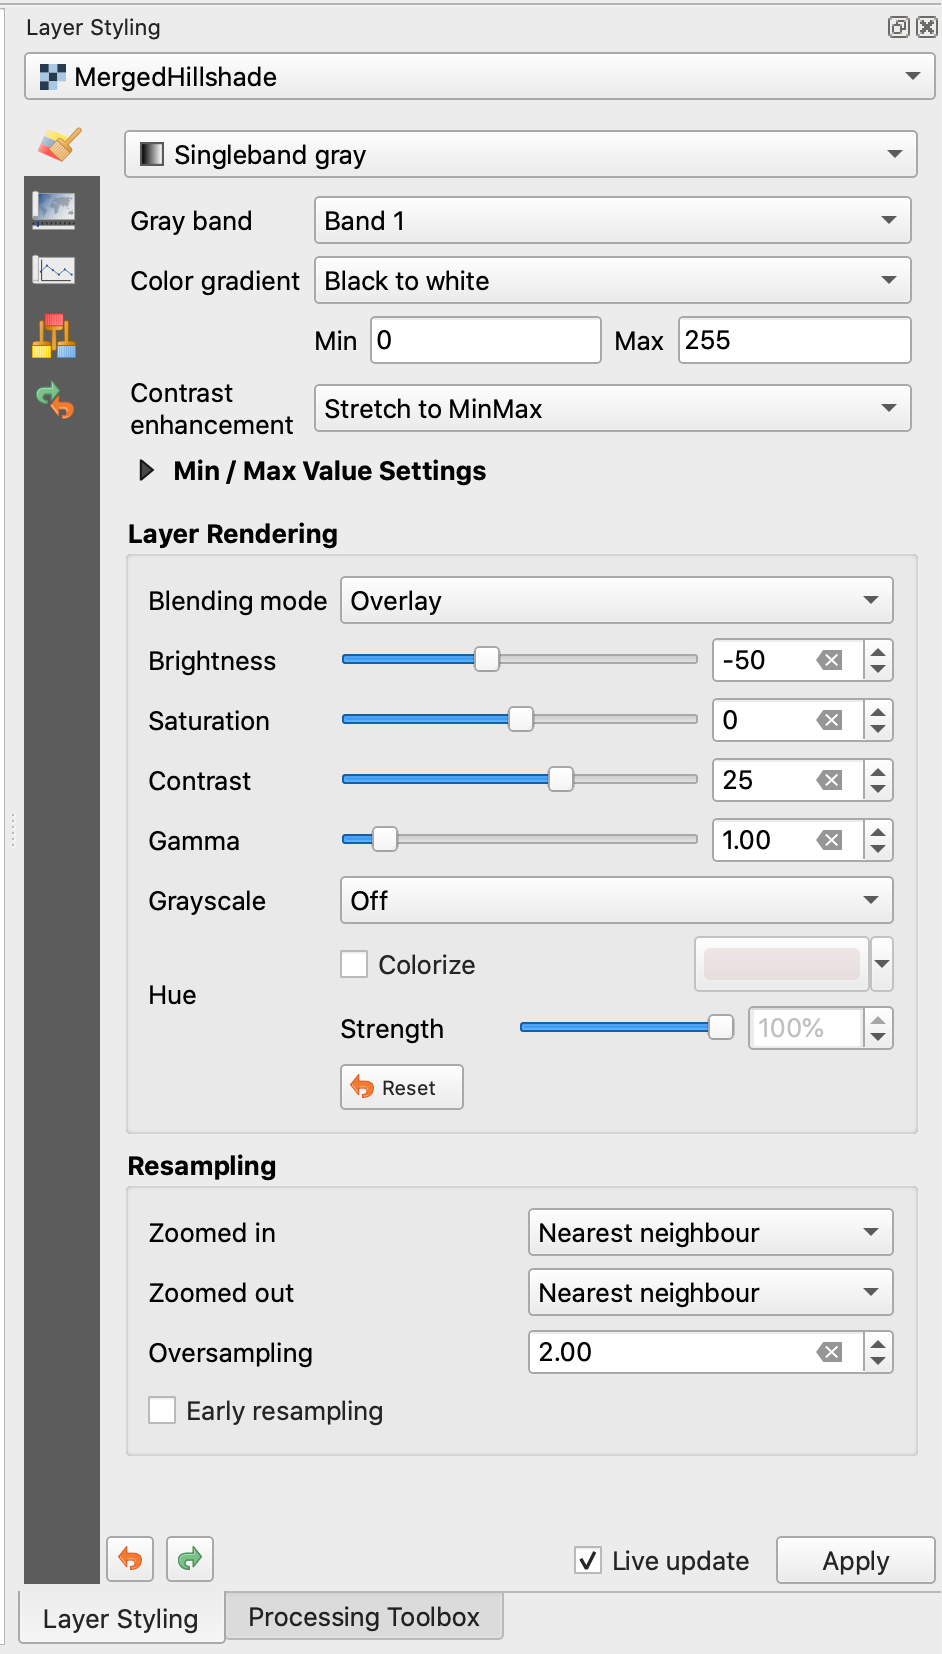 Layer Styling
MergedHillshade
Singleband gray
Gray band Band 1
Color gradient Black to white
Min 0 Max 255
Contrast
enhancement Stretch to MinMax
Min / Max Value Settings
Layer Rendering
Blending mode Overlay
Brightness -50
Saturation 0
Contrast 25
Gamma 1.00
Grayscale Off
Colorize
Hue
Strength 100%
Reset
Resampling
Zoomed in Nearest neighbour
Zoomed out Nearest neighbour
Oversampling 2.00
Early resampling
Live update Apply
Layer Styling Processing Toolbox